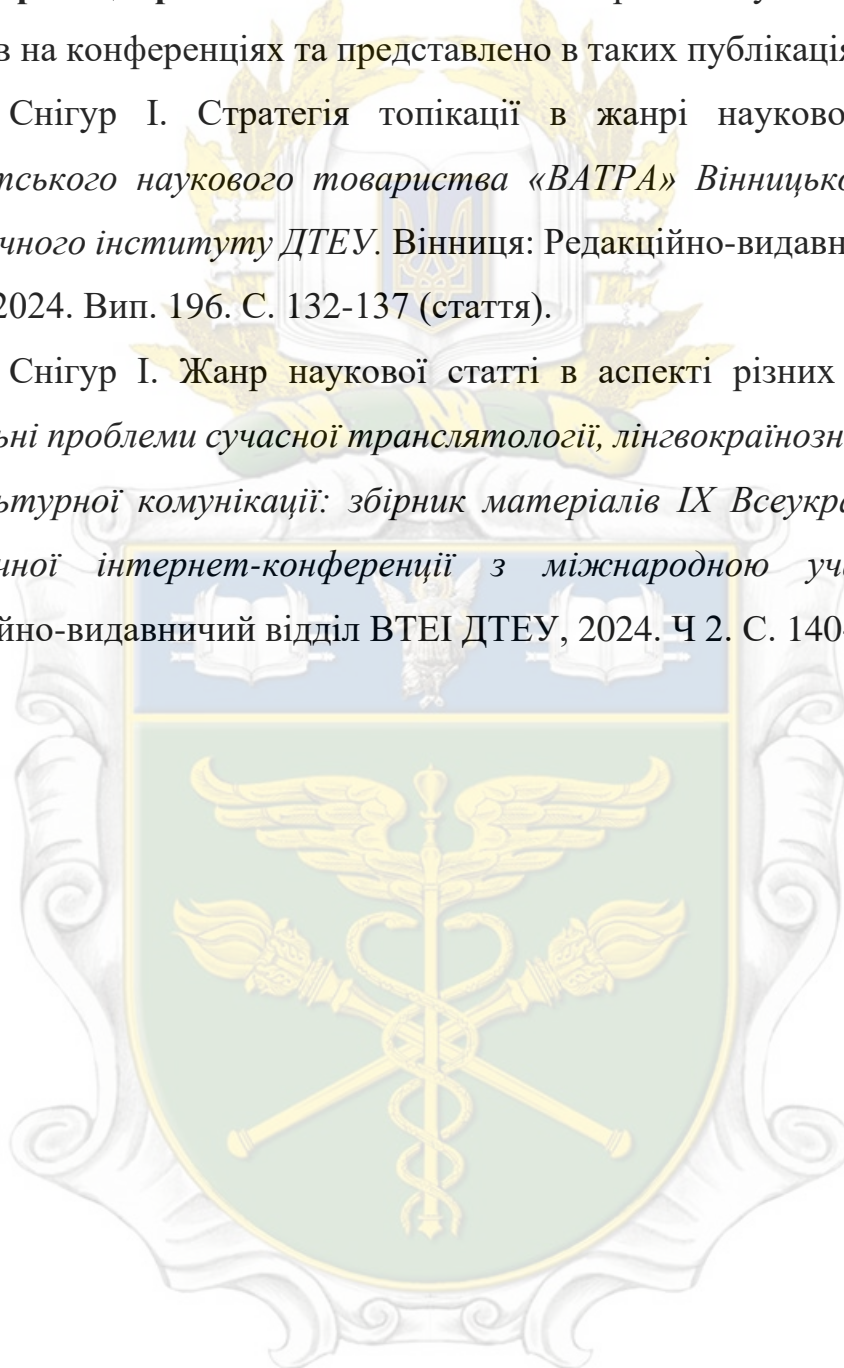 в на конференціях та представлено в таких публікація
Снігур І. Стратегія топікації в жанрі науково
тського наукового товариства «ВАТРА» Вінницько
чного інституту ДТЕУ. Вінниця: Редакційно-видавн
2024. Вип. 196. С. 132-137 (стаття).
Снігур І. Жанр наукової статті в аспекті різних
ьні проблеми сучасної транслятології, лінгвокраїнозн
ьтурної комунікації: збірник матеріалів IX Всеукра
чної інтернет-конференції з міжнародною уча
йно-видавничий відділ ВТЕІ ДТЕУ, 2024. Ч 2. С. 140-